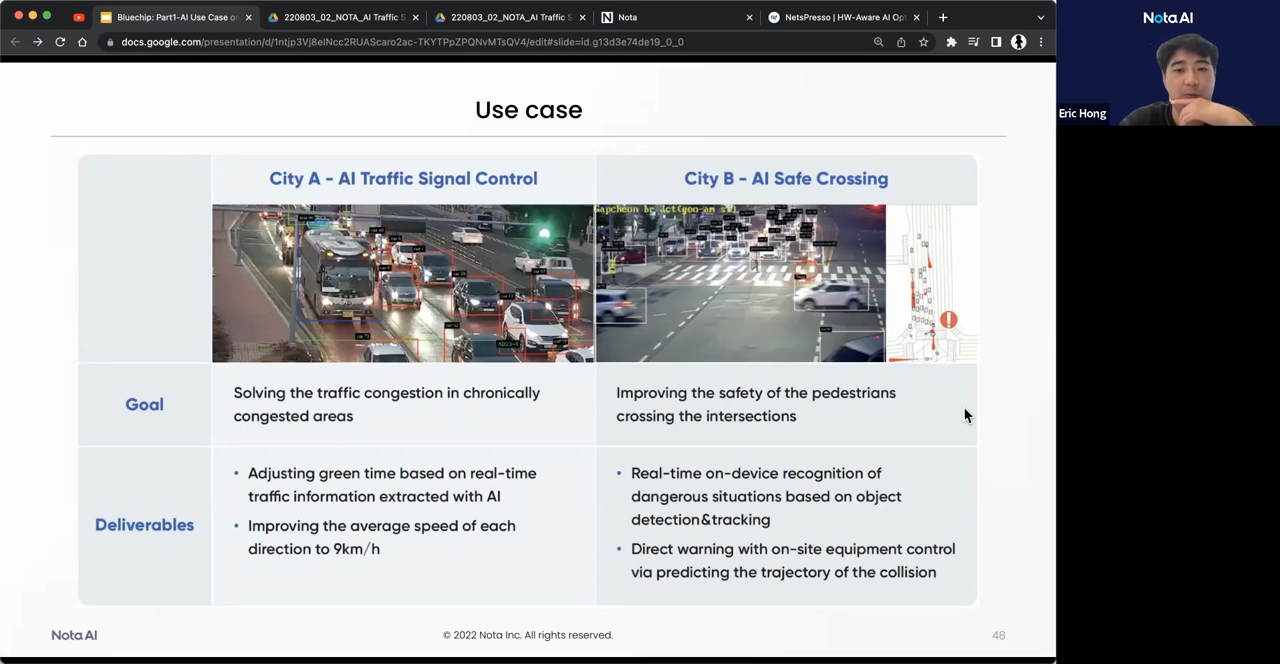 Bluechip: Part1-AI Use Case on
220803_02_NOTA_AI Traffic S
220803_02_NOTA_AI Traffic S
Nota
NetsPresso | HW-Aware AI Opt
docs.google.com/presentation/d/1ntjp3Vj8eINcc2RUAScaro2ac-TKYTPpZPQNvMTsQV4/edit#slide=id.g13d3e74de19_0_0
Nota AI
Eric Hong
Use case
City A - AI Traffic Signal Control
City B - AI Safe Crossing
Goal
Solving the traffic congestion in chronically
congested areas
Improving the safety of the pedestrians
crossing the intersections
Deliverables
• Adjusting green time based on real-time
traffic information extracted with AI
• Improving the average speed of each
direction to 9km/h
• Real-time on-device recognition of
dangerous situations based on object
detection&tracking
• Direct warning with on-site equipment control
via predicting the trajectory of the collision
Nota AI
© 2022 Nota Inc. All rights reserved.
48